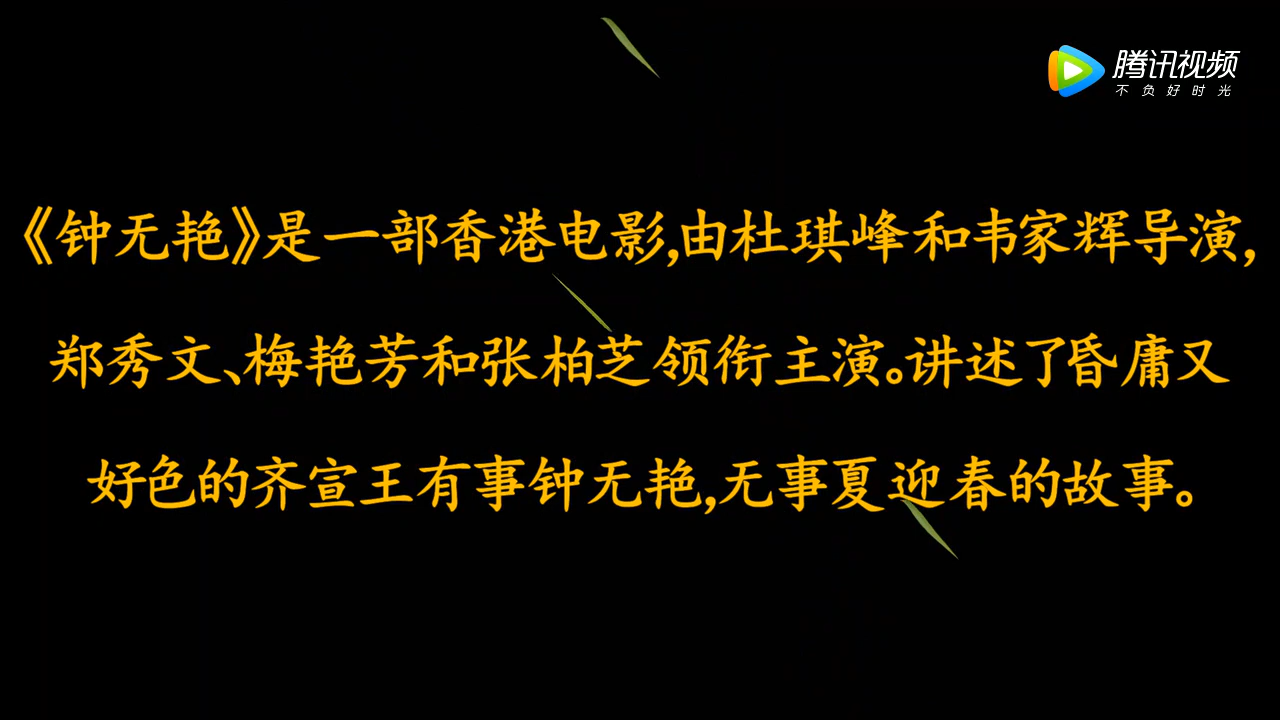 腾讯视频
不负好时光
《钟无艳》是一部香港电影,由杜琪峰和韦家辉导演,
郑秀文、梅艳芳和张柏芝领衔主演。讲述了昏庸又
好色的齐宣王有事钟无艳,无事夏迎春的故事。